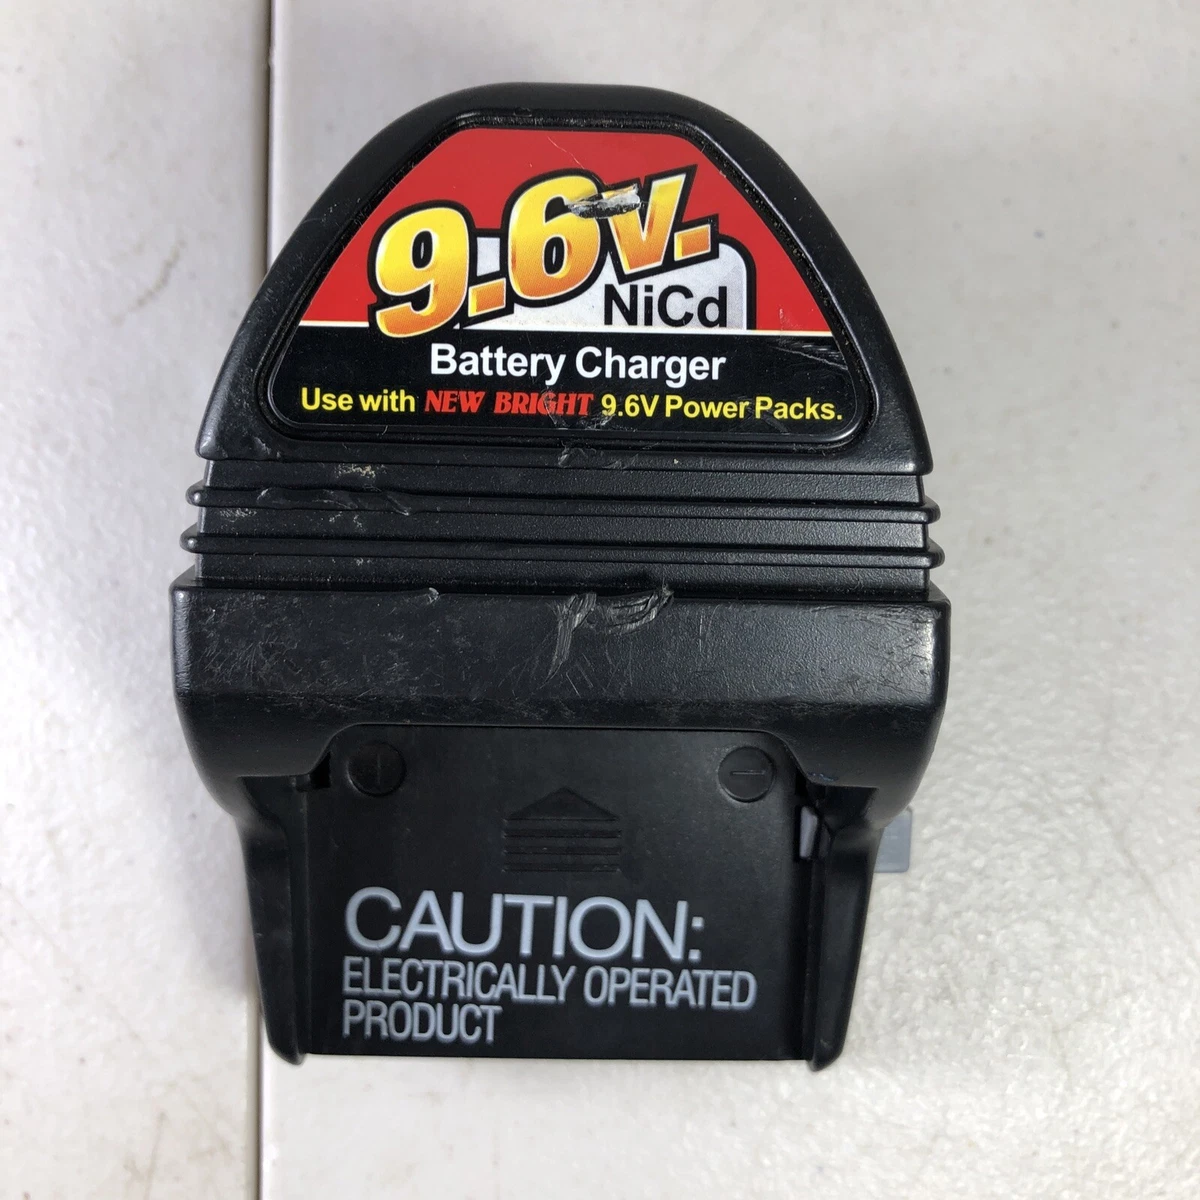 9.6v.
NiCd
Battery Charger
Use with NEW BRIGHT 9.6V Power Packs.
CAUTION:
ELECTRICALLY OPERATED
PRODUCT